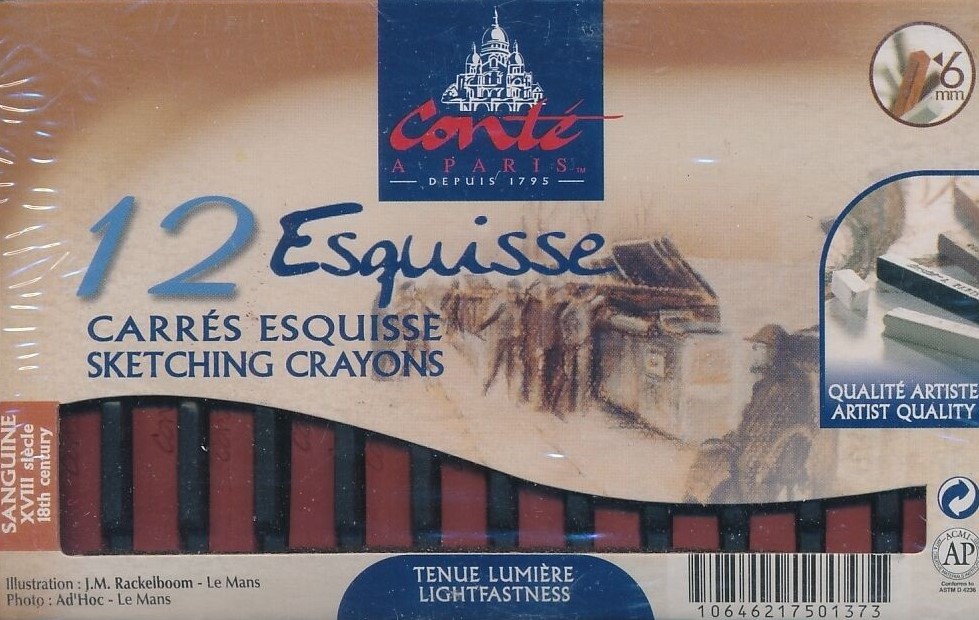 Conté
A PARIS™
DEPUIS 1795
6
mm
12 Esquisse
CARRÉS ESQUISSE
SKETCHING CRAYONS
QUALITÉ ARTISTE
ARTIST QUALITY
SANGUINE
XVIII siècle
18th century
Illustration : J.M. Rackelboom - Le Mans
Photo : Ad'Hoc - Le Mans
TENUE LUMIÈRE
LIGHTFASTNESS
10646217501373
ACMI
AP
Conforms to
ASTM D 4236